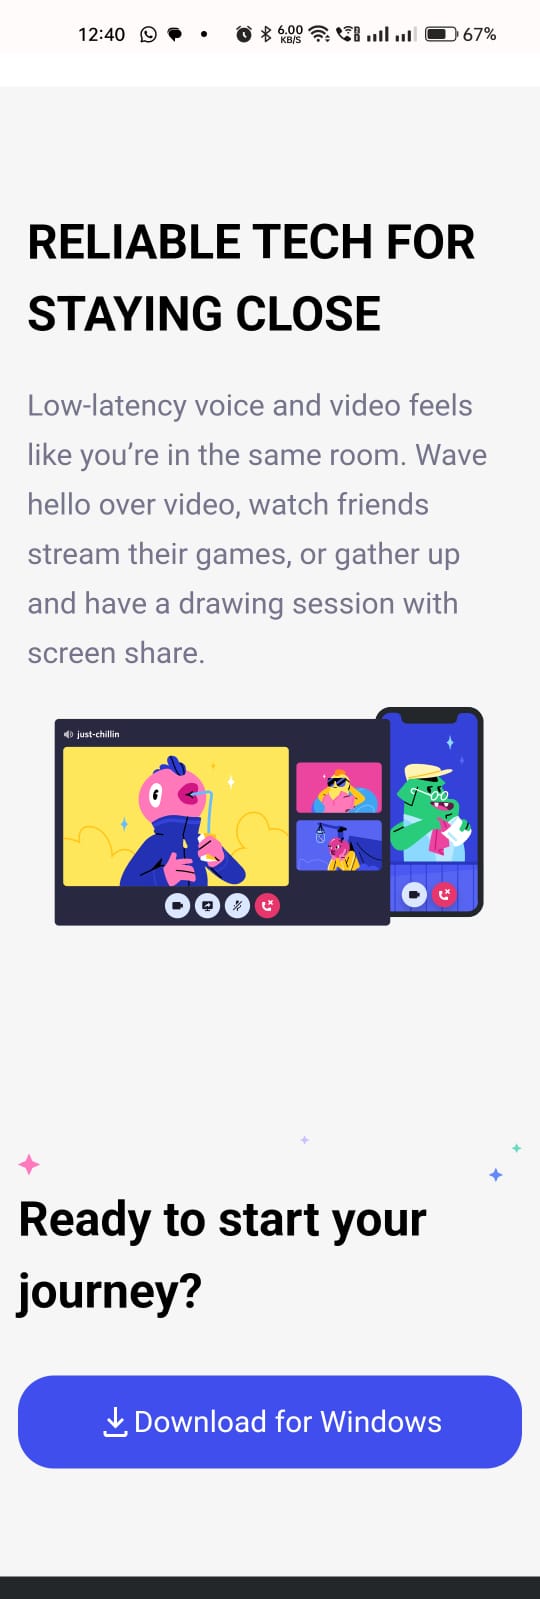 12:40 6.00 KB/S 67%
RELIABLE TECH FOR
STAYING CLOSE
Low-latency voice and video feels
like you’re in the same room. Wave
hello over video, watch friends
stream their games, or gather up
and have a drawing session with
screen share.
just-chillin
Ready to start your
journey?
Download for Windows